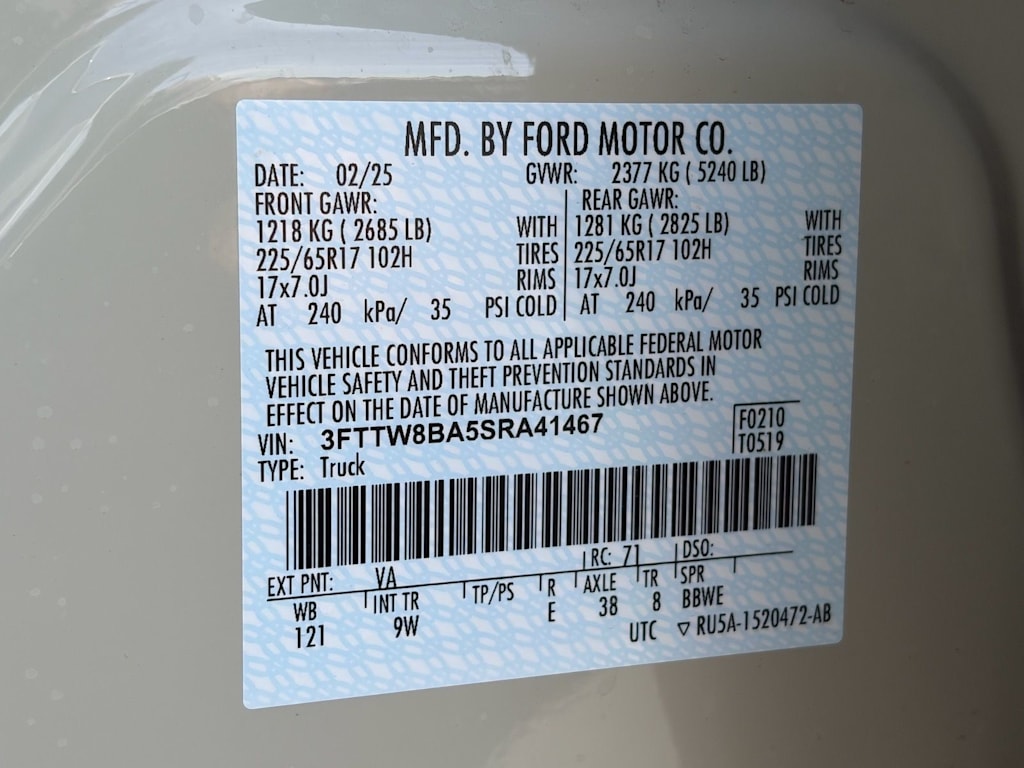 MFD. BY FORD MOTOR CO.
DATE: 02/25 GVWR: 2377 KG ( 5240 LB)
FRONT GAWR: REAR GAWR:
1218 KG ( 2685 LB) WITH 1281 KG ( 2825 LB) WITH
225/65R17 102H TIRES 225/65R17 102H TIRES
17x7.0J RIMS 17x7.0J RIMS
AT 240 kPa/ 35 PSI COLD AT 240 kPa/ 35 PSI COLD
THIS VEHICLE CONFORMS TO ALL APPLICABLE FEDERAL MOTOR
VEHICLE SAFETY AND THEFT PREVENTION STANDARDS IN
EFFECT ON THE DATE OF MANUFACTURE SHOWN ABOVE.
VIN: 3FTTW8BA5SRA41467 F0210
TYPE: Truck T0519
EXT PNT: VA RC: 71 DSO:
WB INT TR TP/PS R AXLE TR SPR
121 9W E 38 8 BBWE
UTC ▽ RU5A-1520472-AB